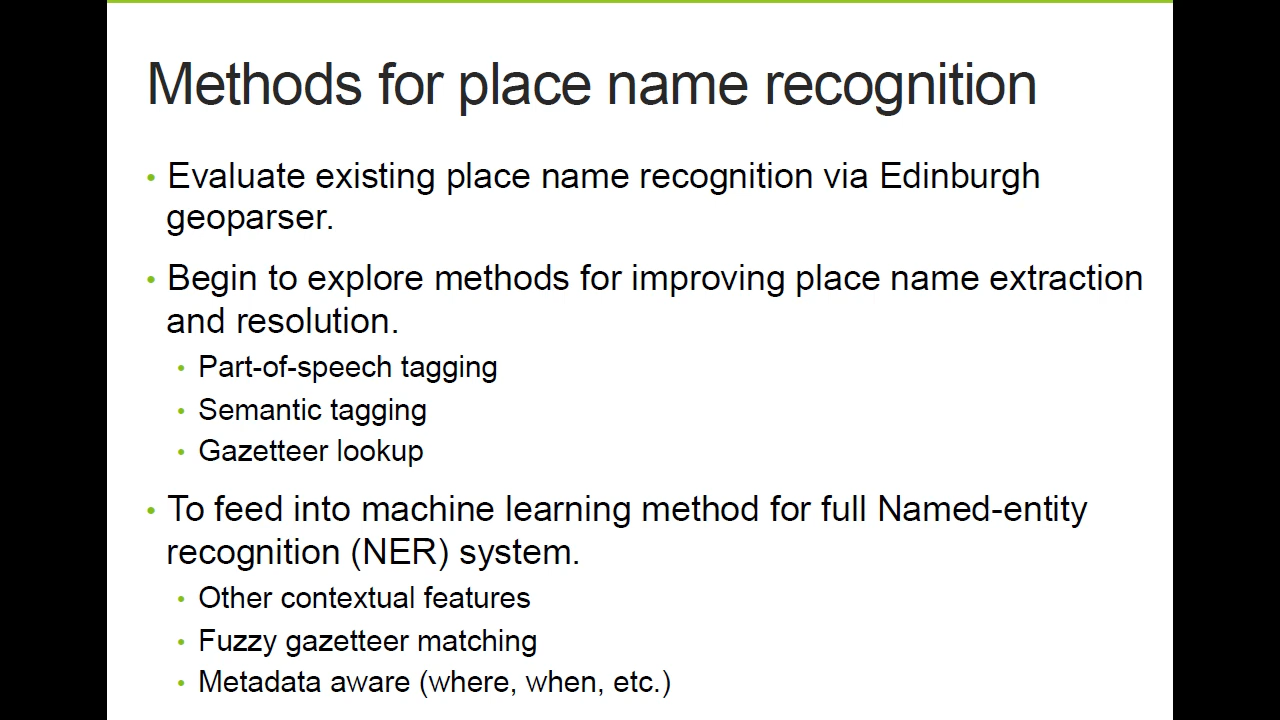 Methods for place name recognition
• Evaluate existing place name recognition via Edinburgh
geoparser.
• Begin to explore methods for improving place name extraction
and resolution.
• Part-of-speech tagging
• Semantic tagging
• Gazetteer lookup
• To feed into machine learning method for full Named-entity
recognition (NER) system.
• Other contextual features
• Fuzzy gazetteer matching
• Metadata aware (where, when, etc.)